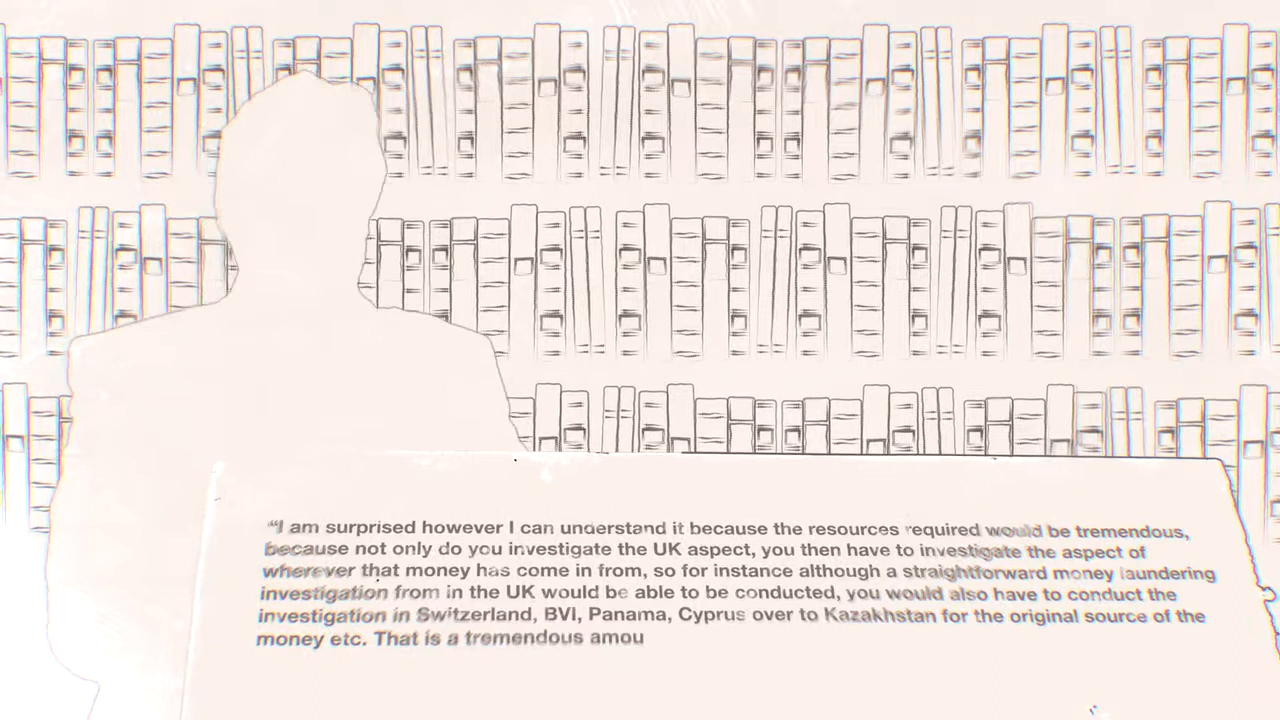 “I am surprised however I can understand it because the resources required would be tremendous,
because not only do you investigate the UK aspect, you then have to investigate the aspect of
wherever that money has come in from, so for instance although a straightforward money laundering
investigation from in the UK would be able to be conducted, you would also have to conduct the
investigation in Switzerland, BVI, Panama, Cyprus over to Kazakhstan for the original source of the
money etc. That is a tremendous amou